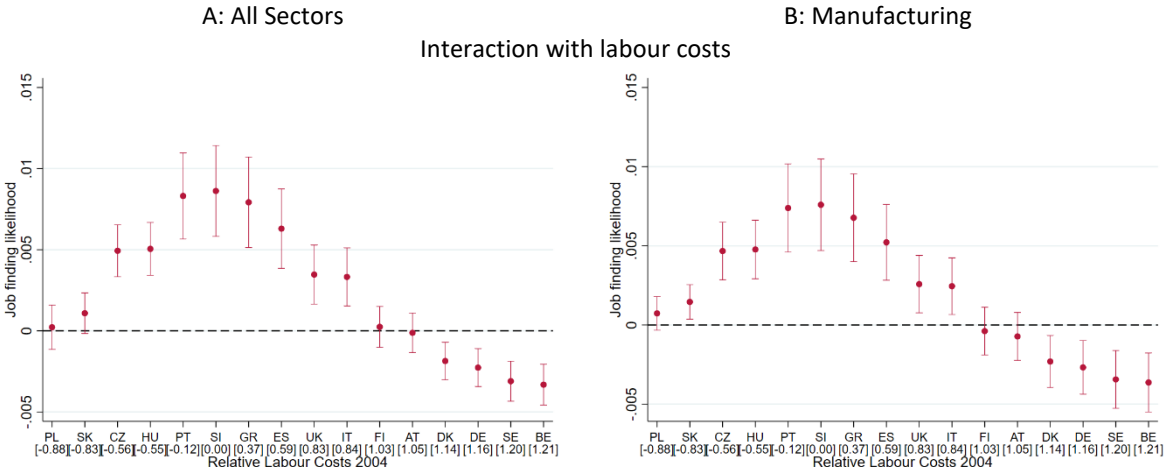 A: All Sectors
B: Manufacturing
Interaction with labour costs
Job finding likelihood
.015
.01
.005
0
-.005
PL SK CZ HU PT SI GR ES UK IT FI AT DK DE SE BE
[-0.88][-0.83][-0.56][-0.55][-0.12][0.00] [0.37] [0.59] [0.83] [0.84] [1.03] [1.05] [1.14] [1.16] [1.20] [1.21]
Relative Labour Costs 2004
Job finding likelihood
.015
.01
.005
0
-.005
PL SK CZ HU PT SI GR ES UK IT FI AT DK DE SE BE
[-0.88][-0.83][-0.56][-0.55][-0.12][0.00] [0.37] [0.59] [0.83] [0.84] [1.03] [1.05] [1.14] [1.16] [1.20] [1.21]
Relative Labour Costs 2004